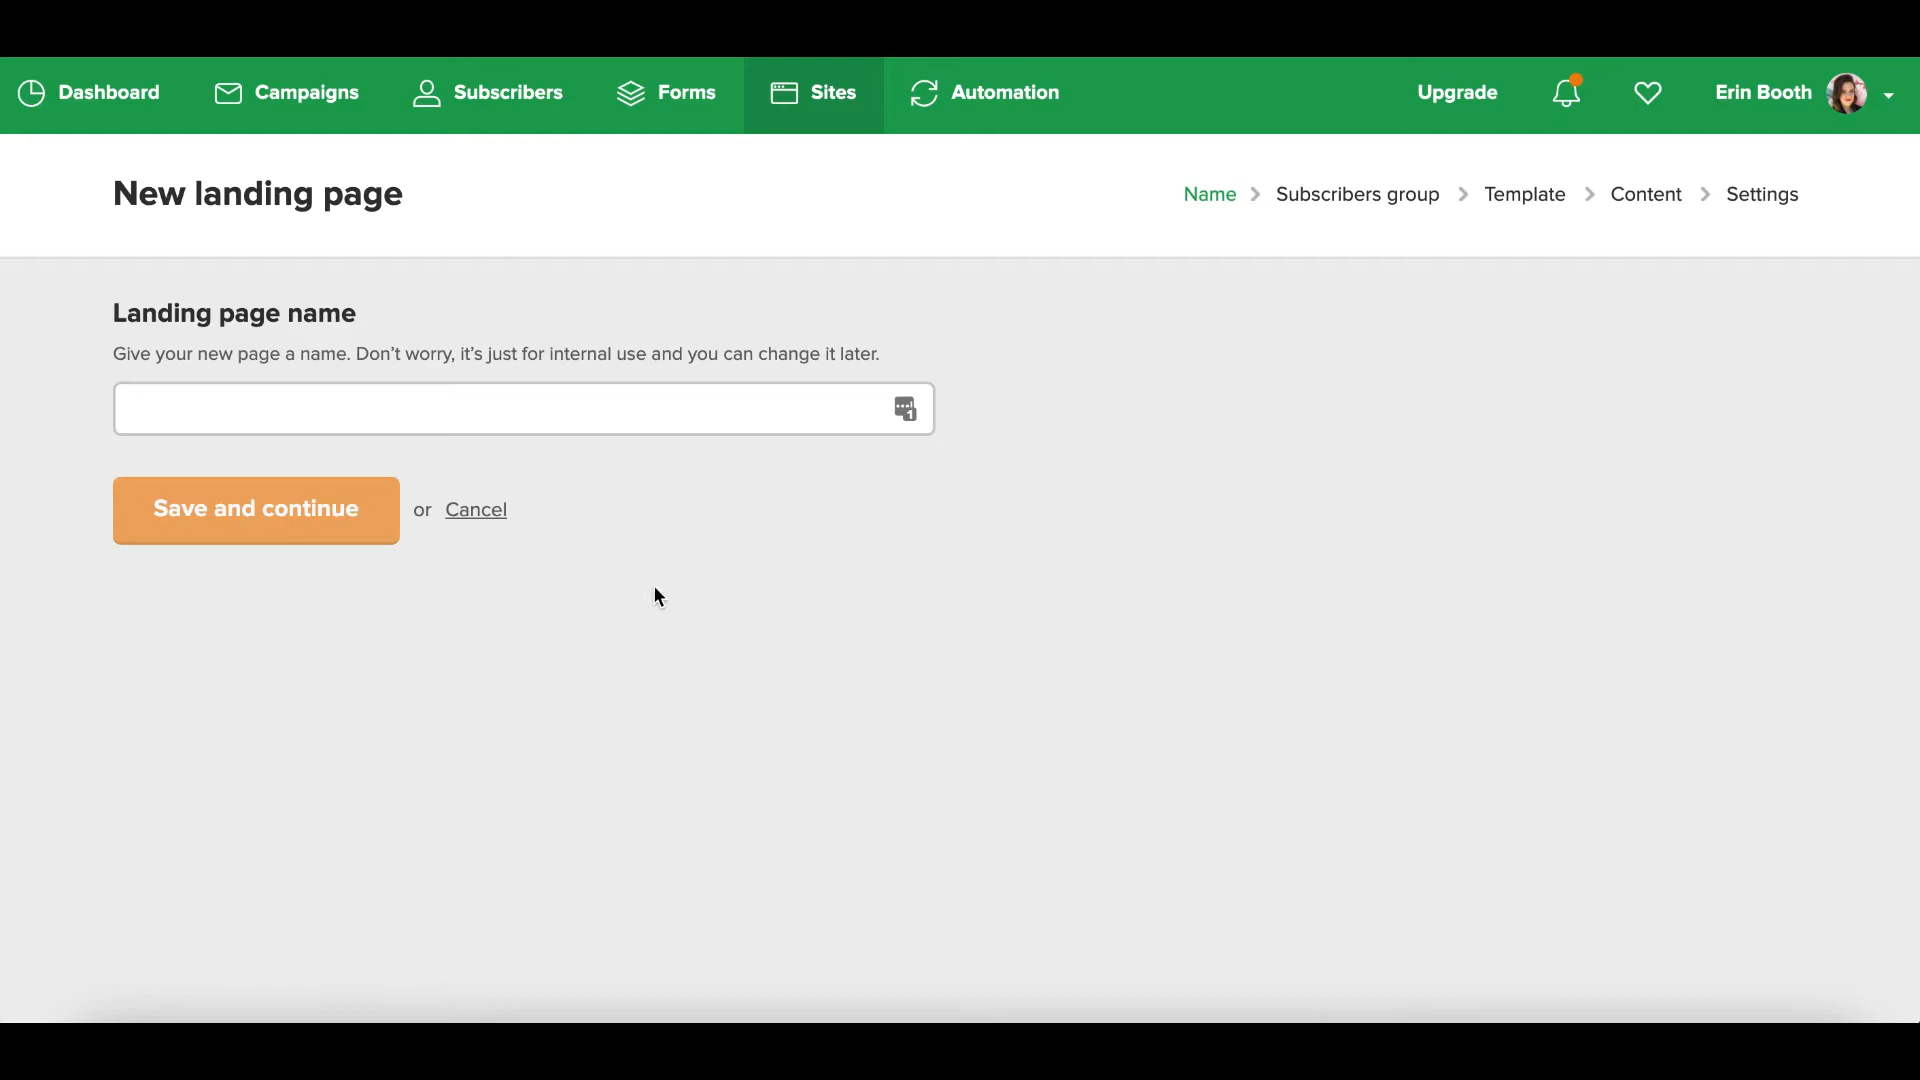 Dashboard Campaigns Subscribers Forms Sites Automation Upgrade Erin Booth
New landing page
Name Subscribers group Template Content Settings
Landing page name
Give your new page a name. Don’t worry, it’s just for internal use and you can change it later.
1
Save and continue or Cancel